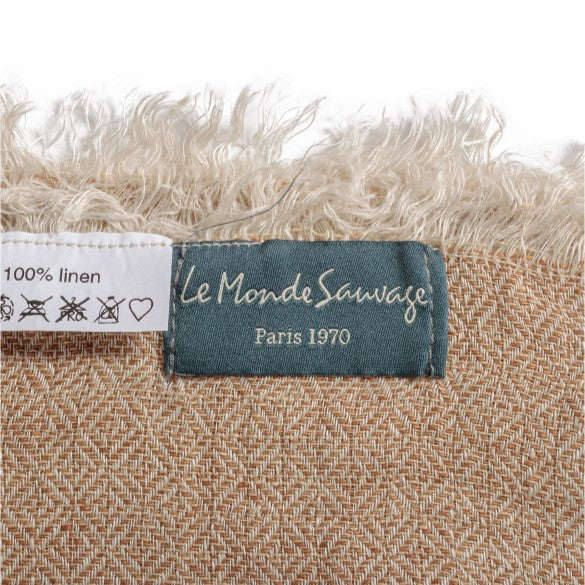 100% linen
Le Monde Sauvage
Paris 1970